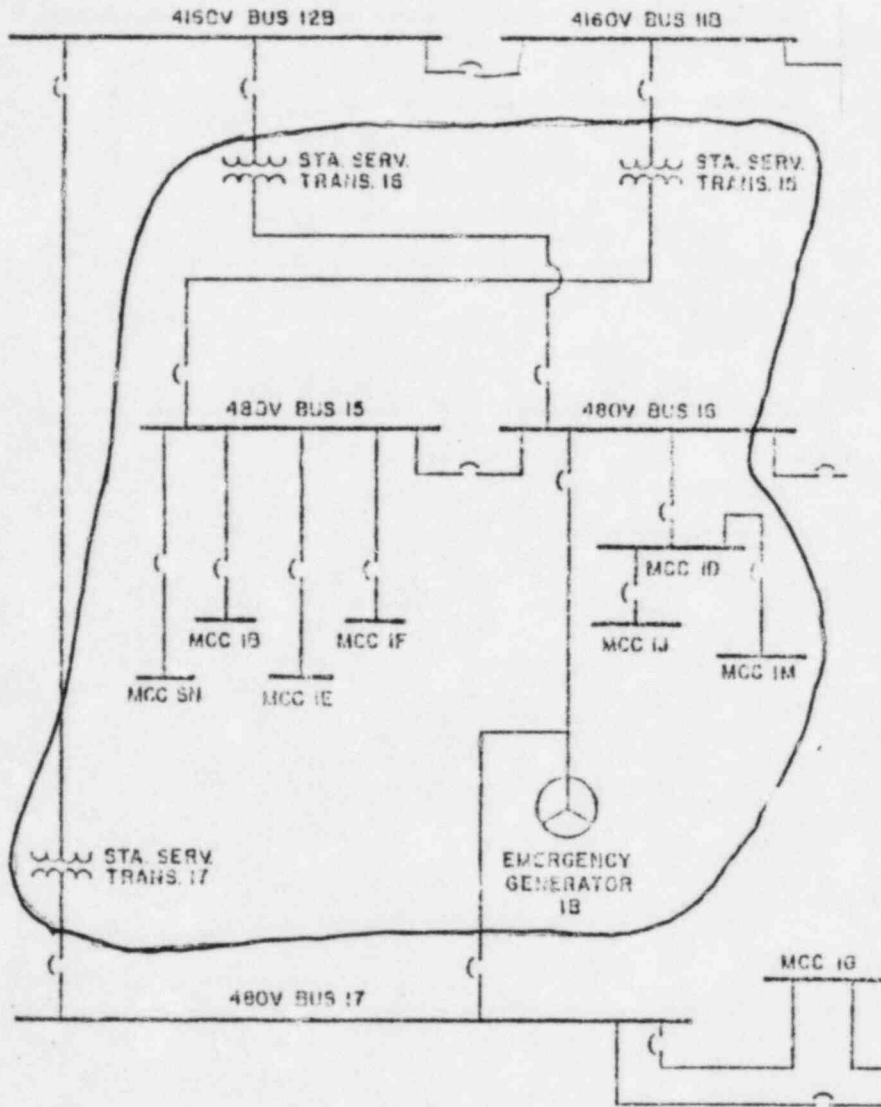 4160V BUS 12B
4160V BUS 11B
STA. SERV.
TRANS. 16
STA. SERV.
TRANS. 15
480V BUS 15
480V BUS 16
MCC 1D
MCC 1B
MCC 1F
MCC 1J
MCC 1M
MCC 1E
STA. SERV.
TRANS. 17
EMERGENCY
GENERATOR
1B
MCC 1G
480V BUS 17